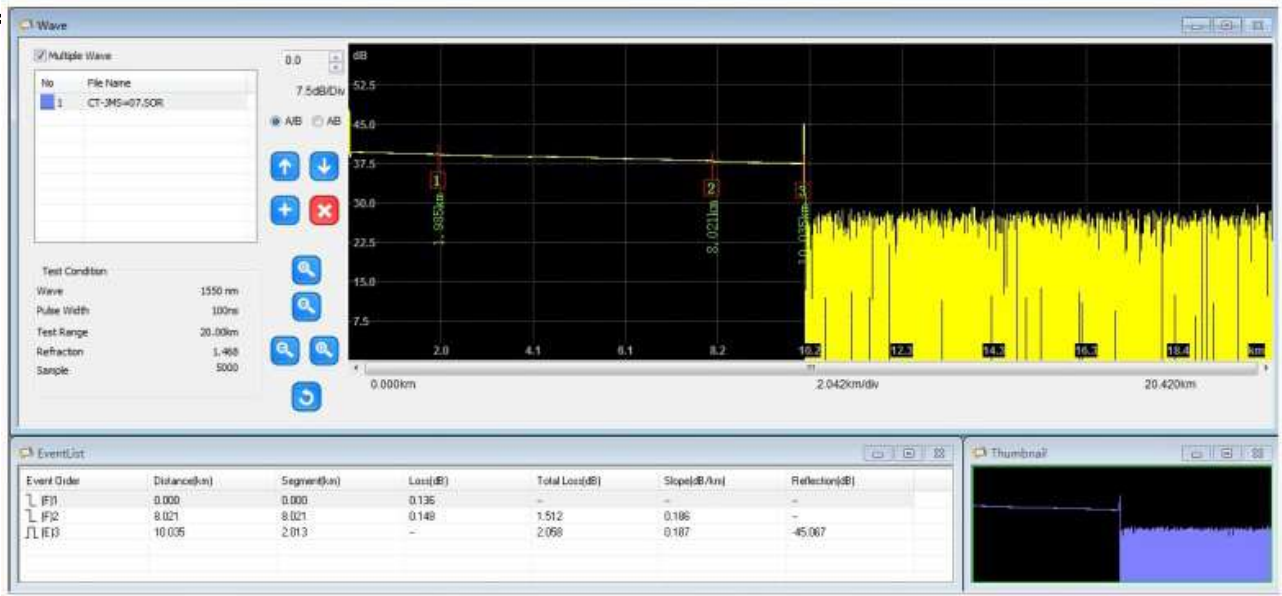 Wave
Multiple Wave
No File Name
1 CT-JMS=07.SOR
0.0
7.5dB/Div
A/B AB
Test Condition
Wave 1550 nm
Pulse Width 100ns
Test Range 20.00km
Refraction 1.468
Sample 5000
dB
52.5
45.0
37.5
30.0
22.5
15.0
7.5
1
1.995km
2
8.021km
3
10.035km
2.0 4.1 6.1 8.2 10.2 12.3 14.3 16.3 18.4 km
0.000km 2.042km/div 20.420km
EventList
Event Order Distance(km) Segment(km) Loss(dB) Total Loss(dB) Slope(dB/km) Reflection(dB)
(F)1 0.000 0.000 0.136 -- -- --
(F)2 8.021 8.021 0.148 1.512 0.186 --
(E)3 10.035 2.013 -- 2.058 0.187 -45.067
Thumbnail